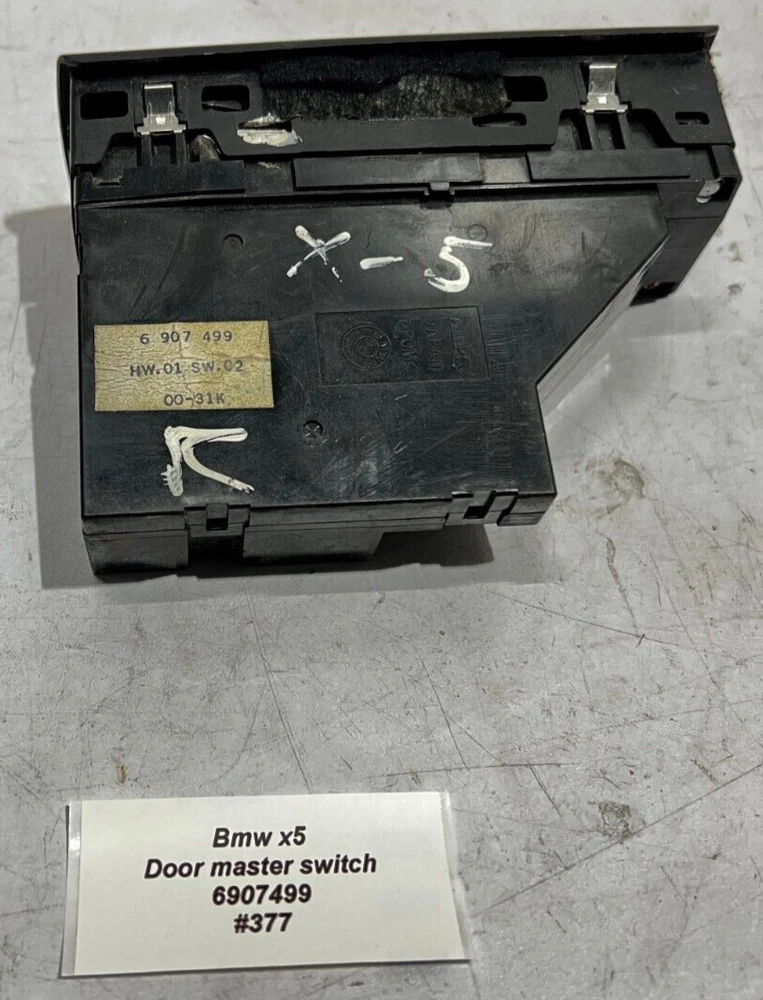 X-5
6 907 499
HW.01 SW.02
00-31K
Bmw x5
Door master switch
6907499
#377